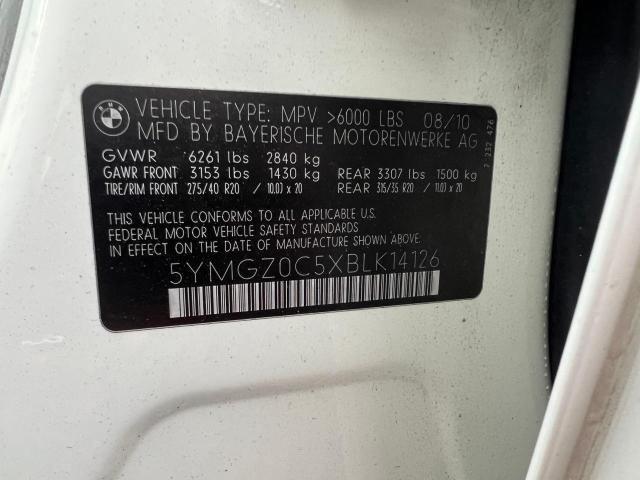 BMW
VEHICLE TYPE: MPV >6000 LBS 08/10
MFD BY BAYERISCHE MOTORENWERKE AG
GVWR 6261 lbs 2840 kg
GAWR FRONT 3153 lbs 1430 kg REAR 3307 lbs 1500 kg
TIRE/RIM FRONT 275/40 R20 / 10.0J x 20 REAR 315/35 R20 / 11.0J x 20
THIS VEHICLE CONFORMS TO ALL APPLICABLE U.S.
FEDERAL MOTOR VEHICLE SAFETY STANDARDS
IN EFFECT ON THE DATE OF MANUFACTURE SHOWN ABOVE.
5YMGZ0C5XBLK14126
7 232 476